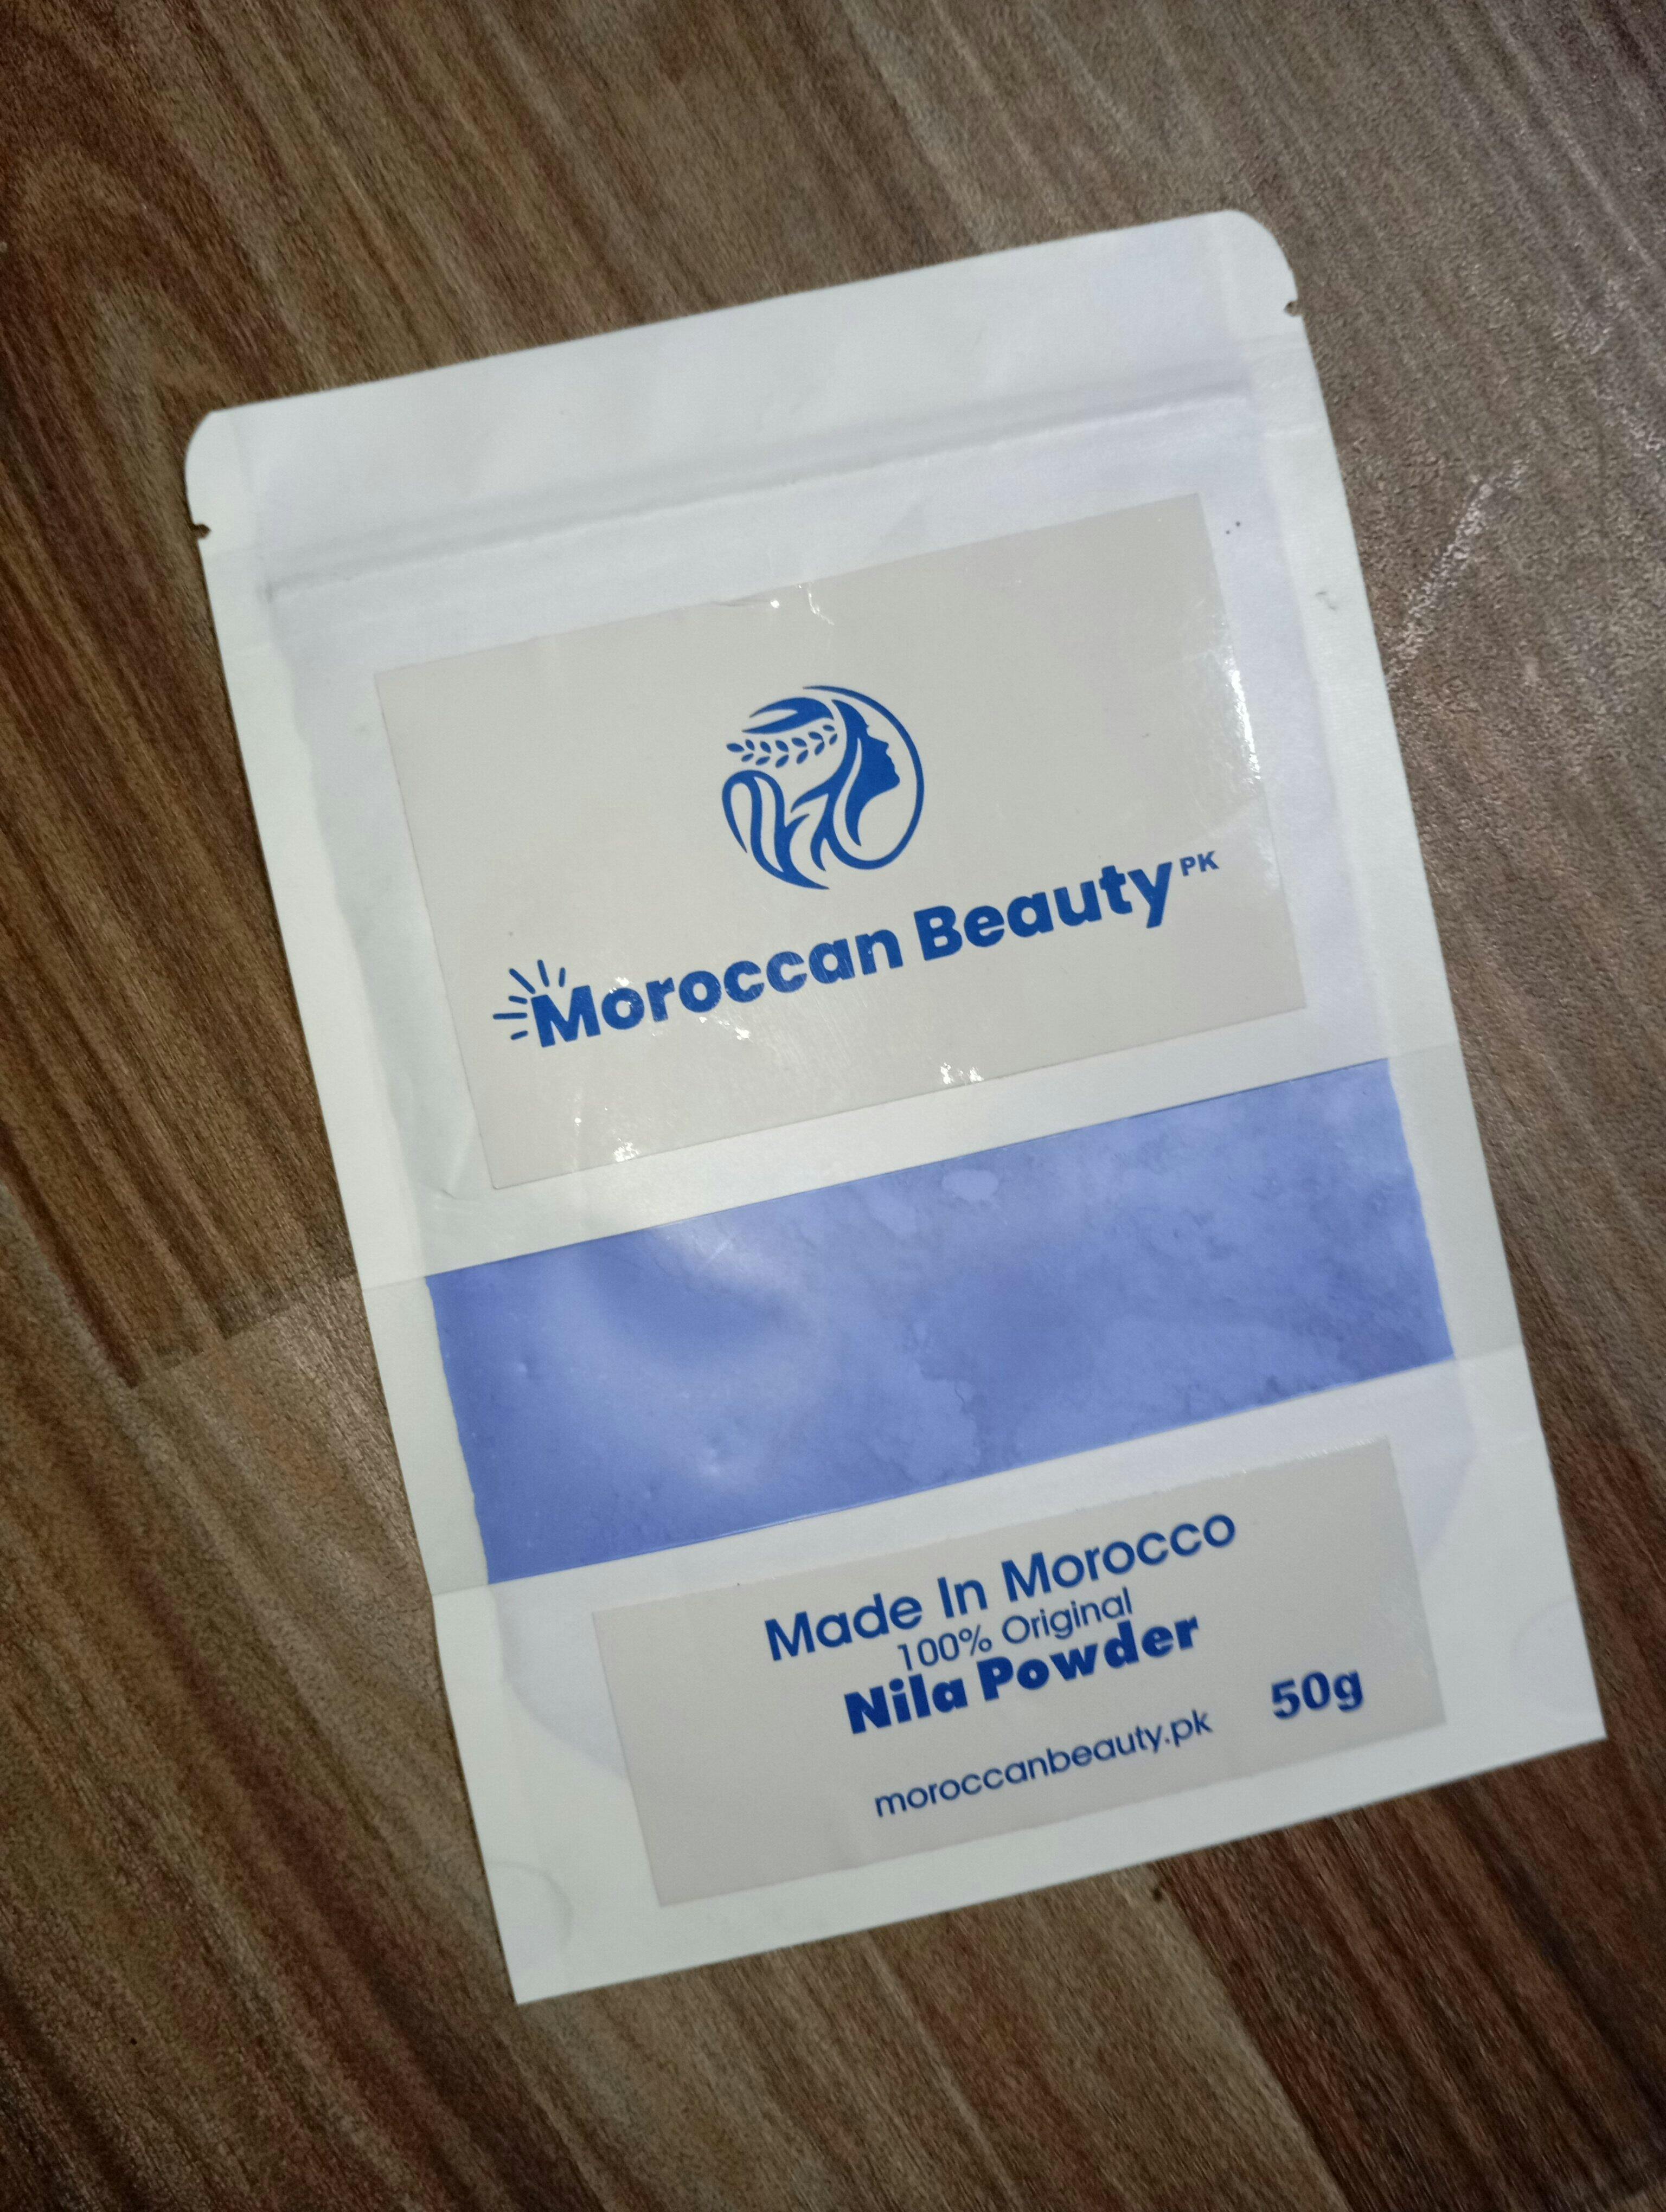 Moroccan Beauty PK
Made In Morocco
100% Original
Nila Powder
50g
moroccanbeauty.pk